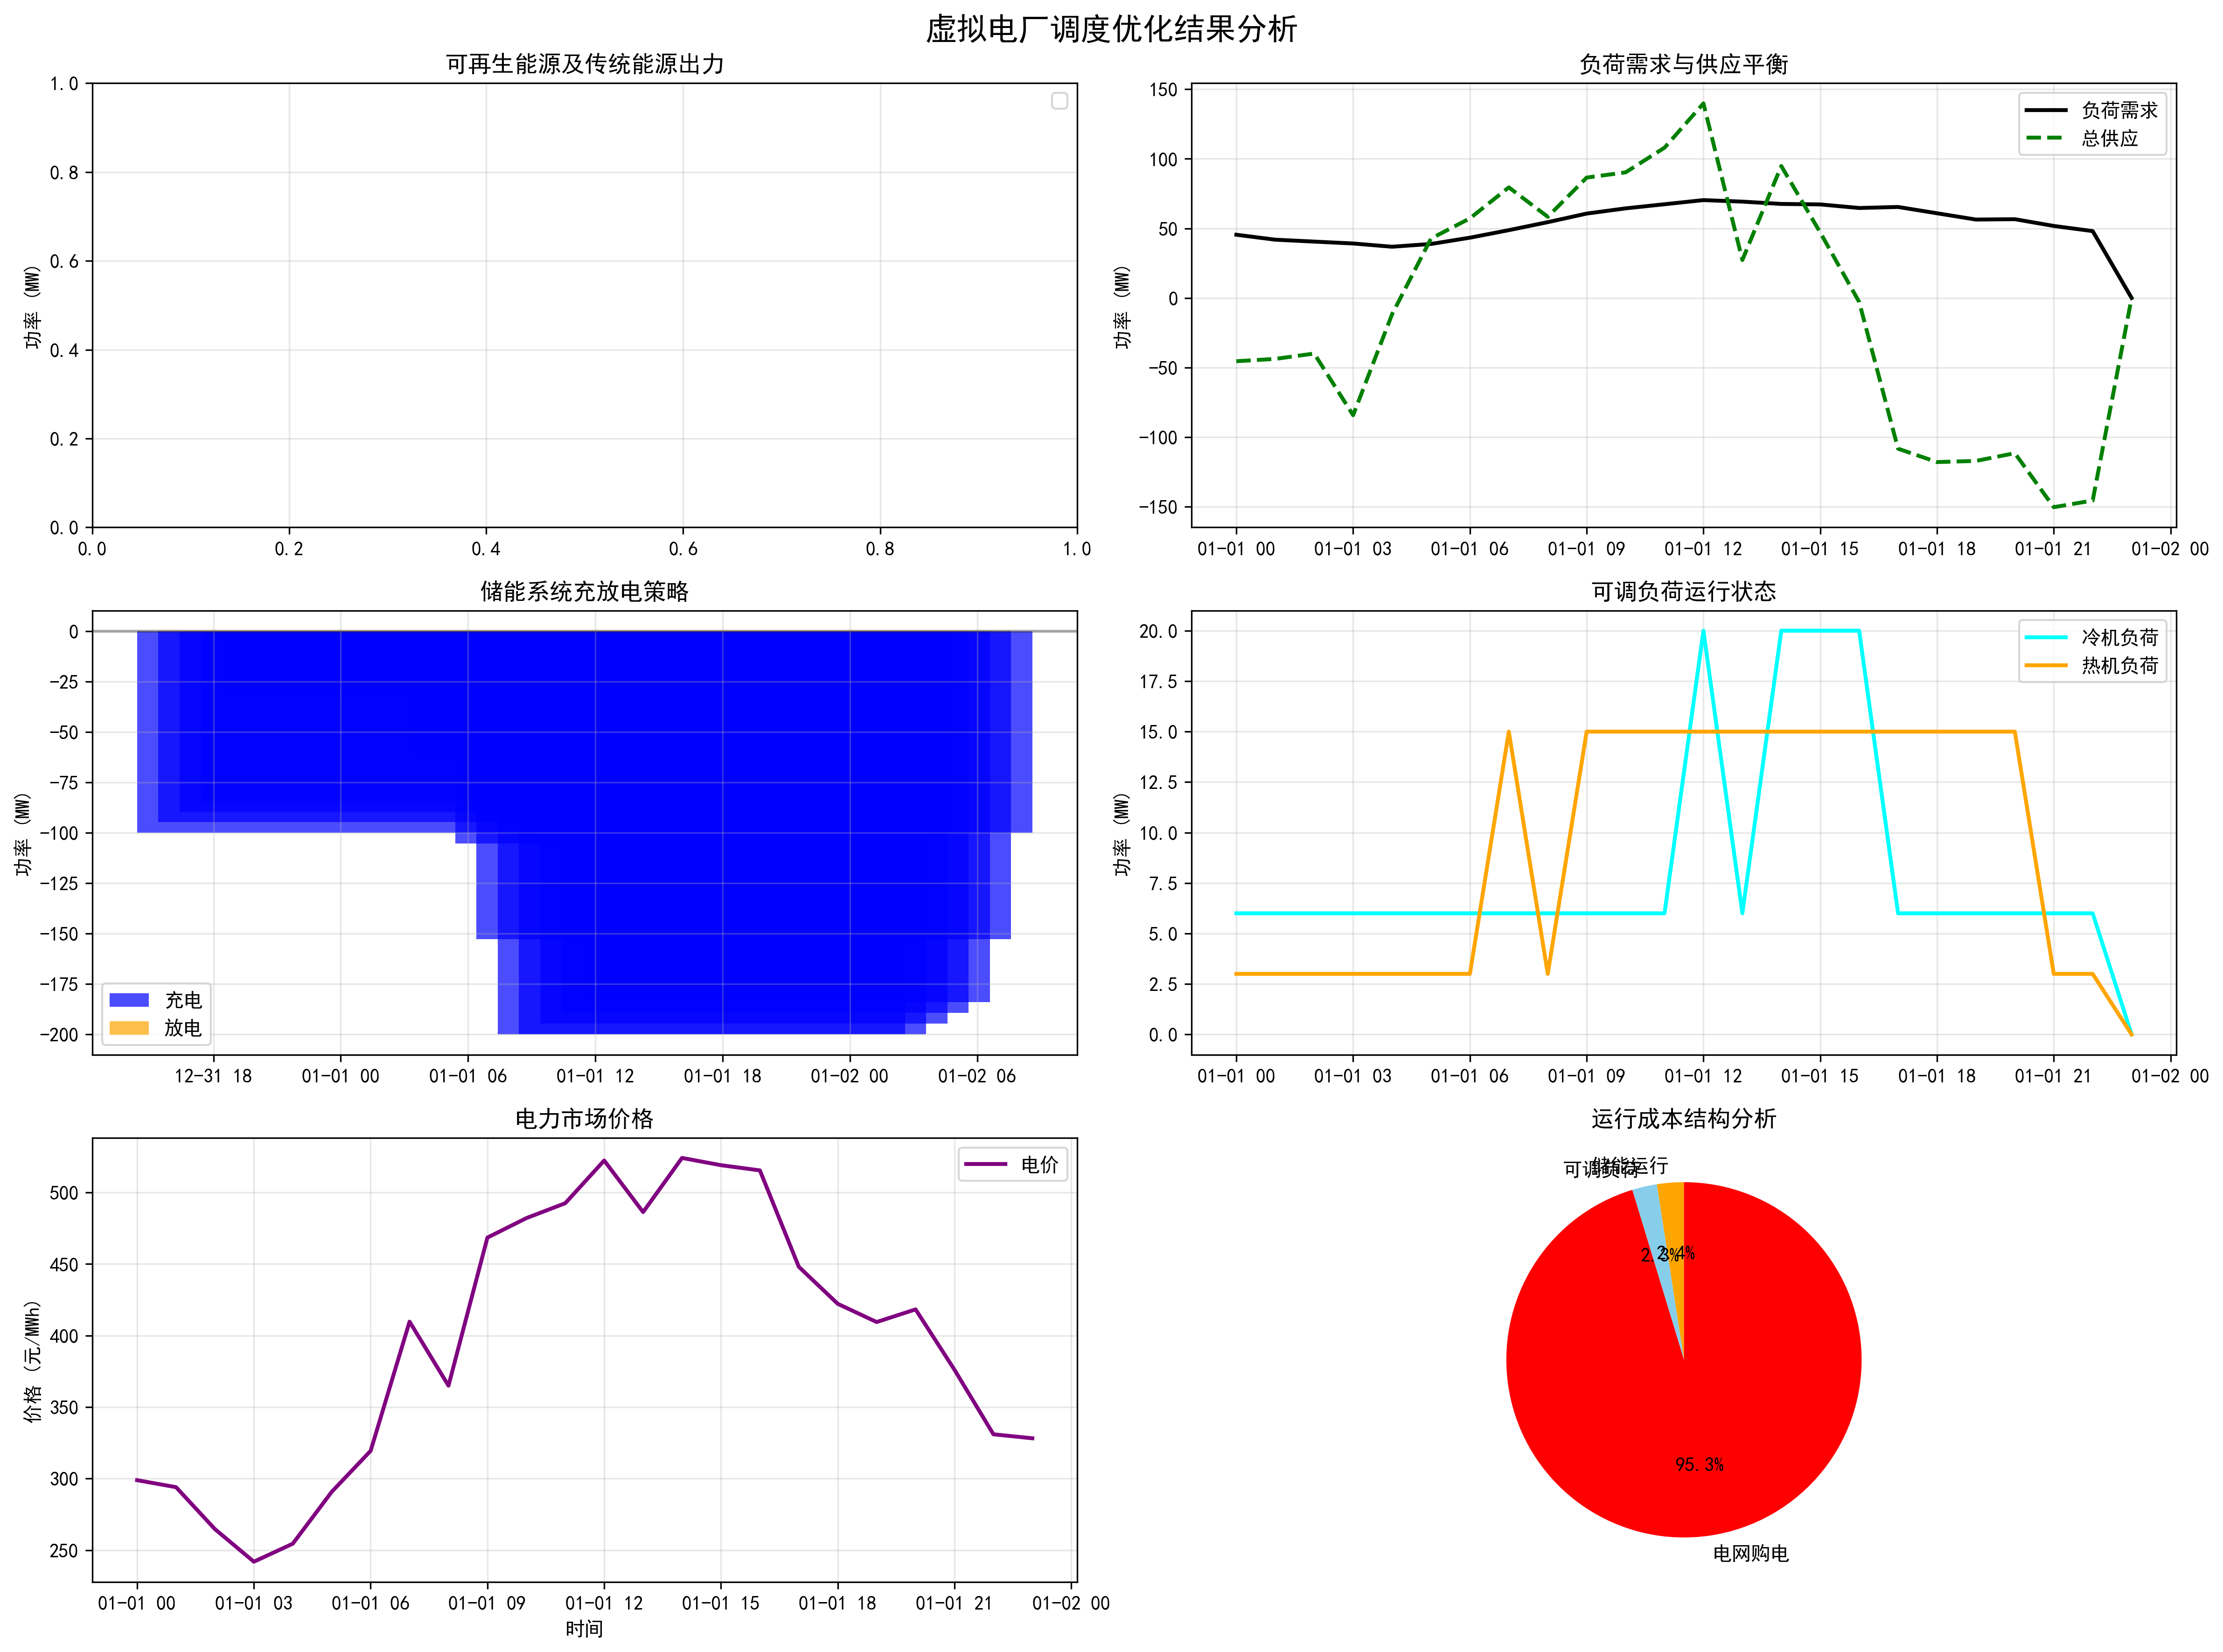 虚拟电厂调度优化结果分析
可再生能源及传统能源出力
功率 (MW)
1.0
0.8
0.6
0.4
0.2
0.0
0.0 0.2 0.4 0.6 0.8 1.0
负荷需求与供应平衡
功率 (MW)
150
100
50
0
-50
-100
-150
01-01 00 01-01 03 01-01 06 01-01 09 01-01 12 01-01 15 01-01 18 01-01 21 01-02 00
负荷需求
总供应
储能系统充放电策略
功率 (MW)
0
-25
-50
-75
-100
-125
-150
-175
-200
12-31 18 01-01 00 01-01 06 01-01 12 01-01 18 01-02 00 01-02 06
充电
放电
可调负荷运行状态
功率 (MW)
20.0
17.5
15.0
12.5
10.0
7.5
5.0
2.5
0.0
01-01 00 01-01 03 01-01 06 01-01 09 01-01 12 01-01 15 01-01 18 01-01 21 01-02 00
冷机负荷
热机负荷
电力市场价格
价格 (元/MWh)
500
450
400
350
300
250
01-01 00 01-01 03 01-01 06 01-01 09 01-01 12 01-01 15 01-01 18 01-01 21 01-02 00
时间
电价
运行成本结构分析
可调负荷
储能运行
2.3%
2.4%
95.3%
电网购电